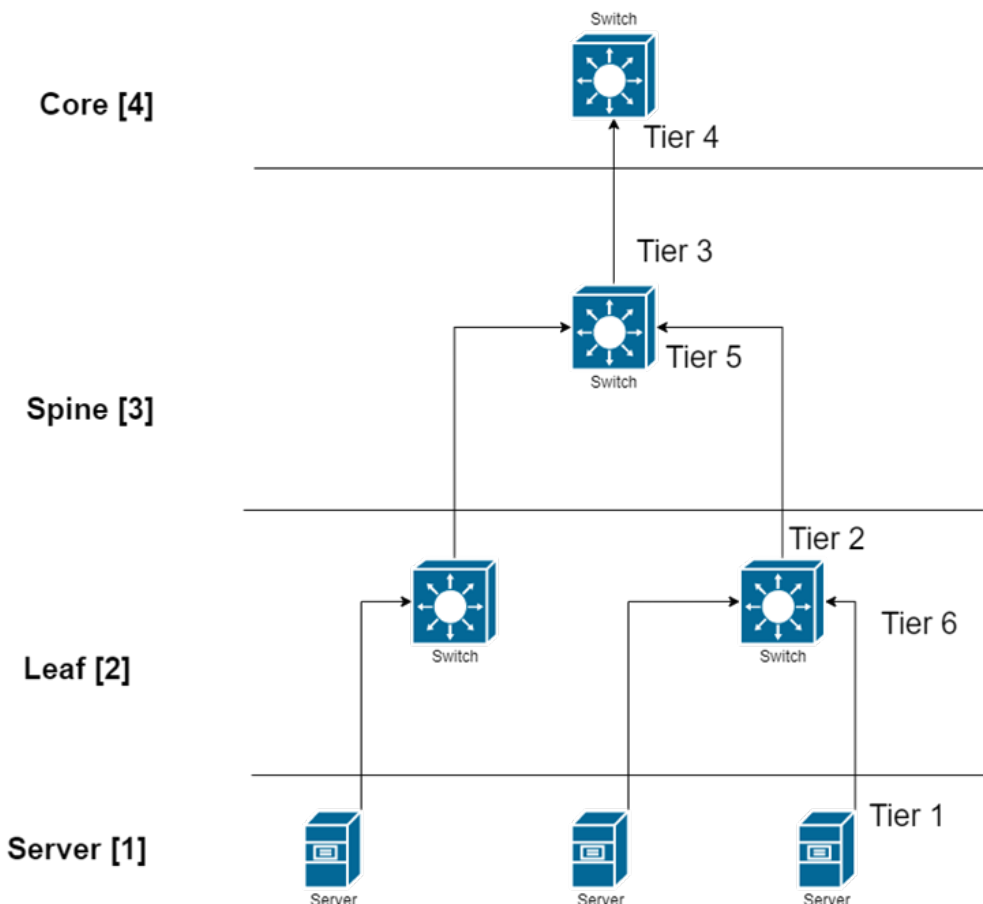 Switch
Core [4]
Tier 4
Tier 3
Tier 5
Switch
Spine [3]
Tier 2
Tier 6
Switch
Switch
Leaf [2]
Tier 1
Server [1]
Server
Server
Server